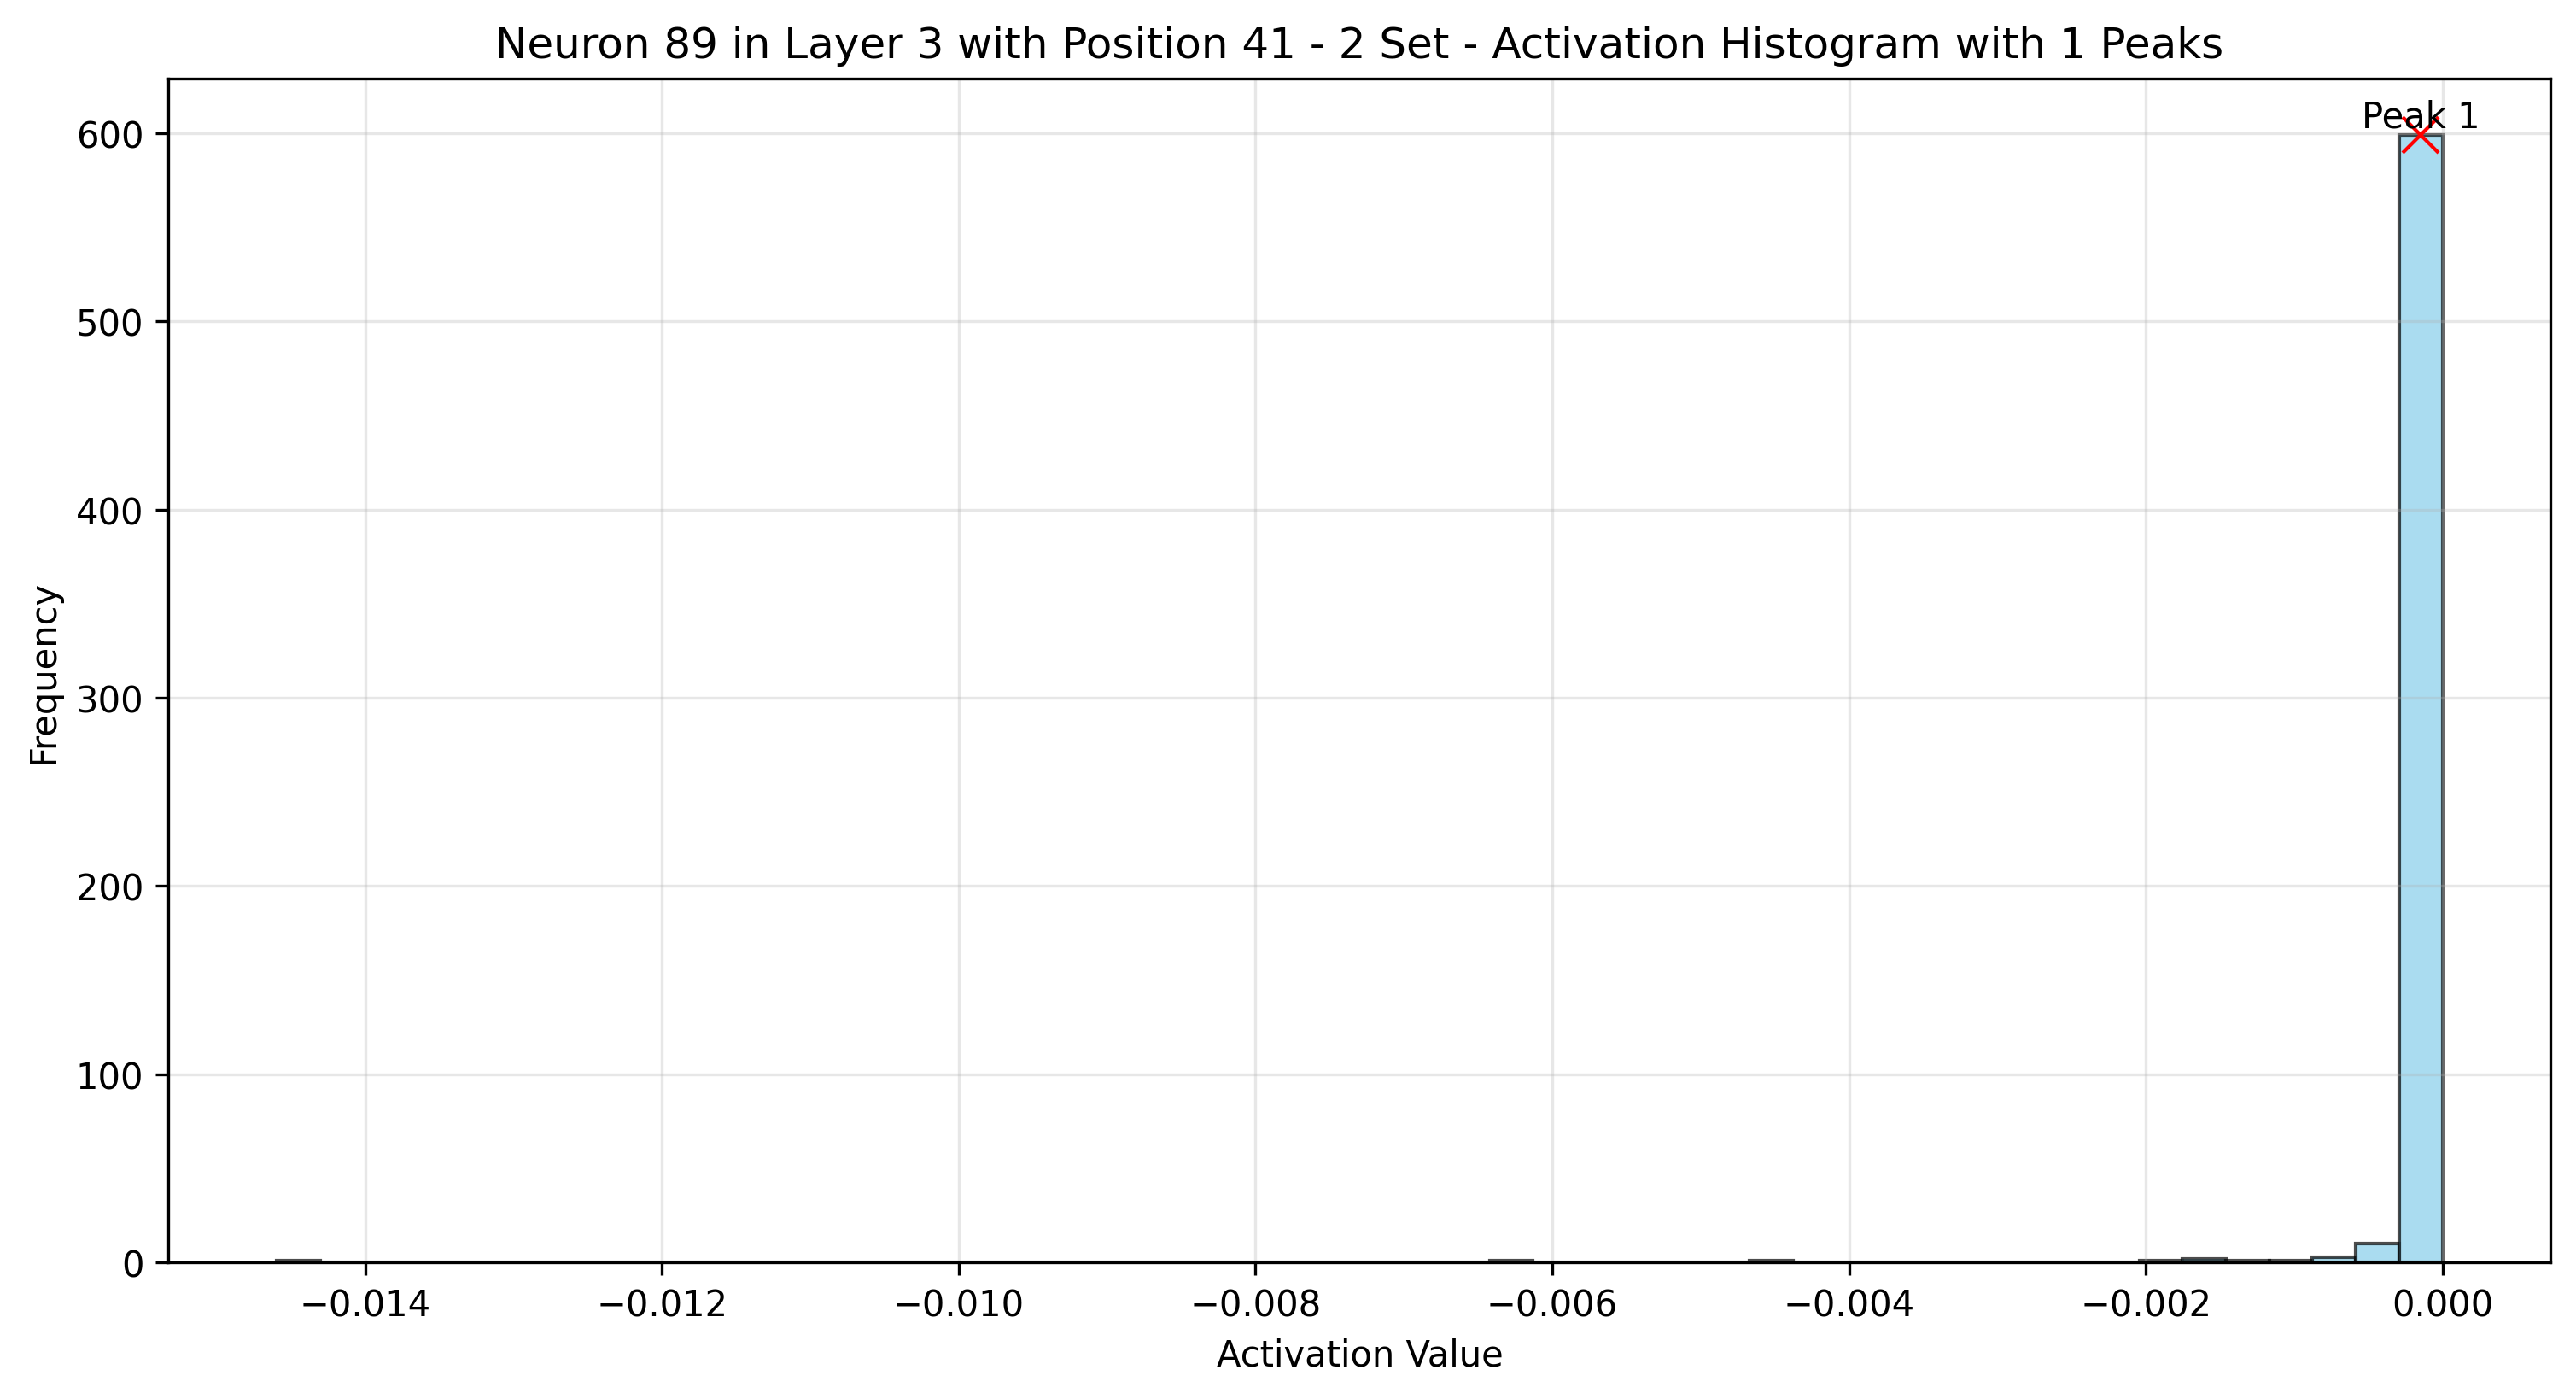 Neuron 89 in Layer 3 with Position 41 - 2 Set - Activation Histogram with 1 Peaks
Peak 1
600
500
400
300
200
100
0
Frequency
−0.014 −0.012 −0.010 −0.008 −0.006 −0.004 −0.002 0.000
Activation Value